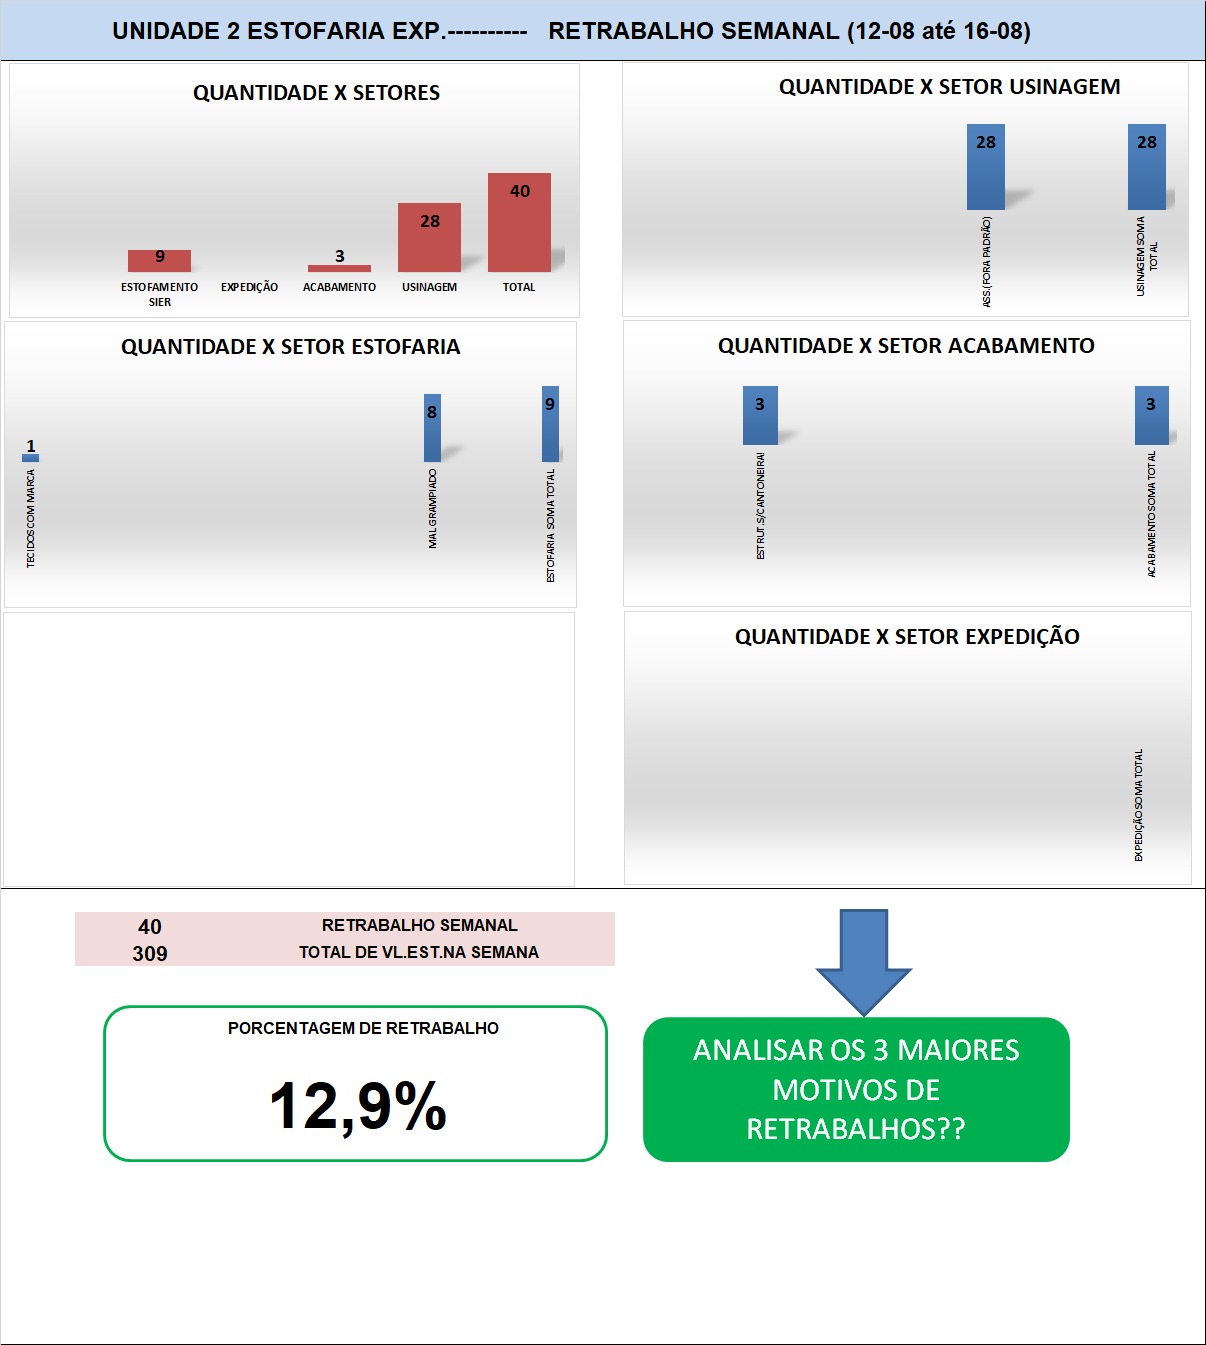 UNIDADE 2 ESTOFARIA EXP.---------- RETRABALHO SEMANAL (12-08 até 16-08)
QUANTIDADE X SETORES
9
3
28
40
ESTOFAMENTO SIER
EXPEDIÇÃO
ACABAMENTO
USINAGEM
TOTAL
QUANTIDADE X SETOR USINAGEM
28
28
ASS.(FORA PADRÃO)
USINAGEM SOMA TOTAL
QUANTIDADE X SETOR ESTOFARIA
1
8
9
TECIDOS COM MARCA
MAL GRAMPIADO
ESTOFARIA SOMA TOTAL
QUANTIDADE X SETOR ACABAMENTO
3
3
ESTRUT.S/CANTONEIRA!
ACABAMENTO SOMA TOTAL
QUANTIDADE X SETOR EXPEDIÇÃO
EXPEDIÇÃO SOMA TOTAL
40 RETRABALHO SEMANAL
309 TOTAL DE VL.EST.NA SEMANA
PORCENTAGEM DE RETRABALHO
12,9%
ANALISAR OS 3 MAIORES
MOTIVOS DE
RETRABALHOS??